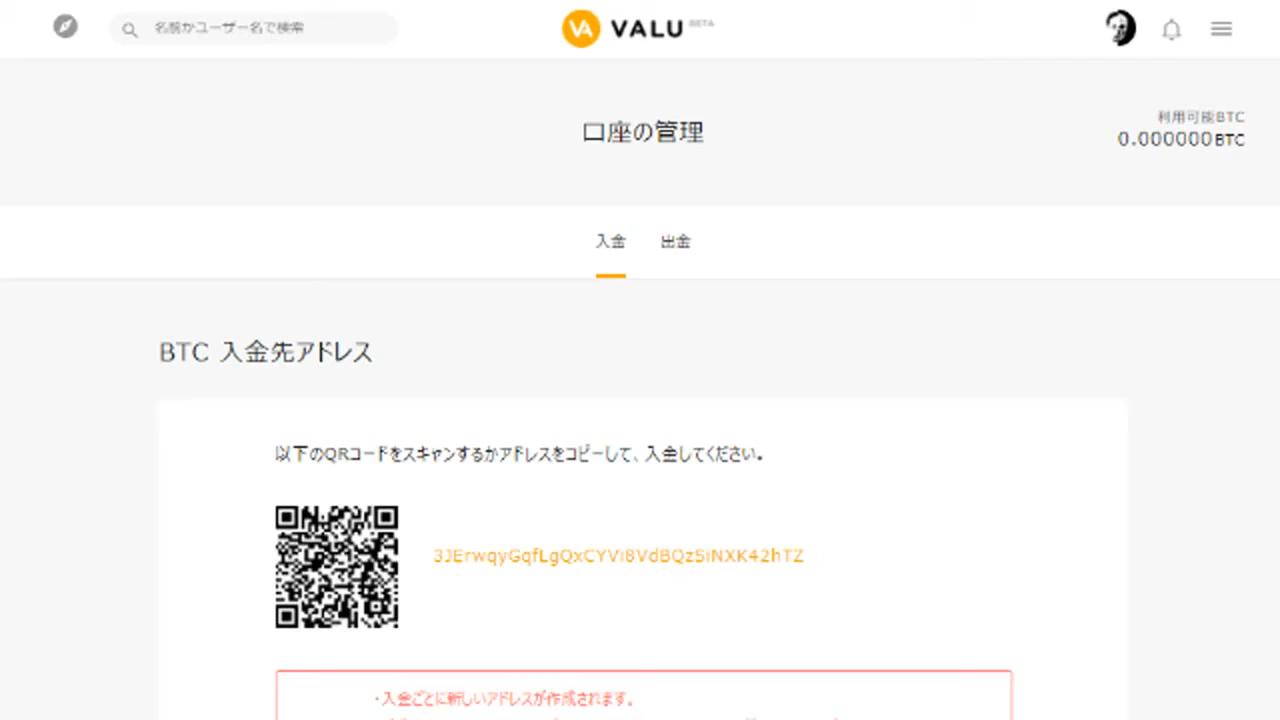 名前かユーザー名で検索
VA VALU BETA
口座の管理
利用可能BTC
0.000000BTC
入金 出金
BTC 入金先アドレス
以下のQRコードをスキャンするかアドレスをコピーして、入金してください。
3JErwqyGqfLgQxCYVi8VdBQzSiNXK42hTZ
・入金ごとに新しいアドレスが作成されます。